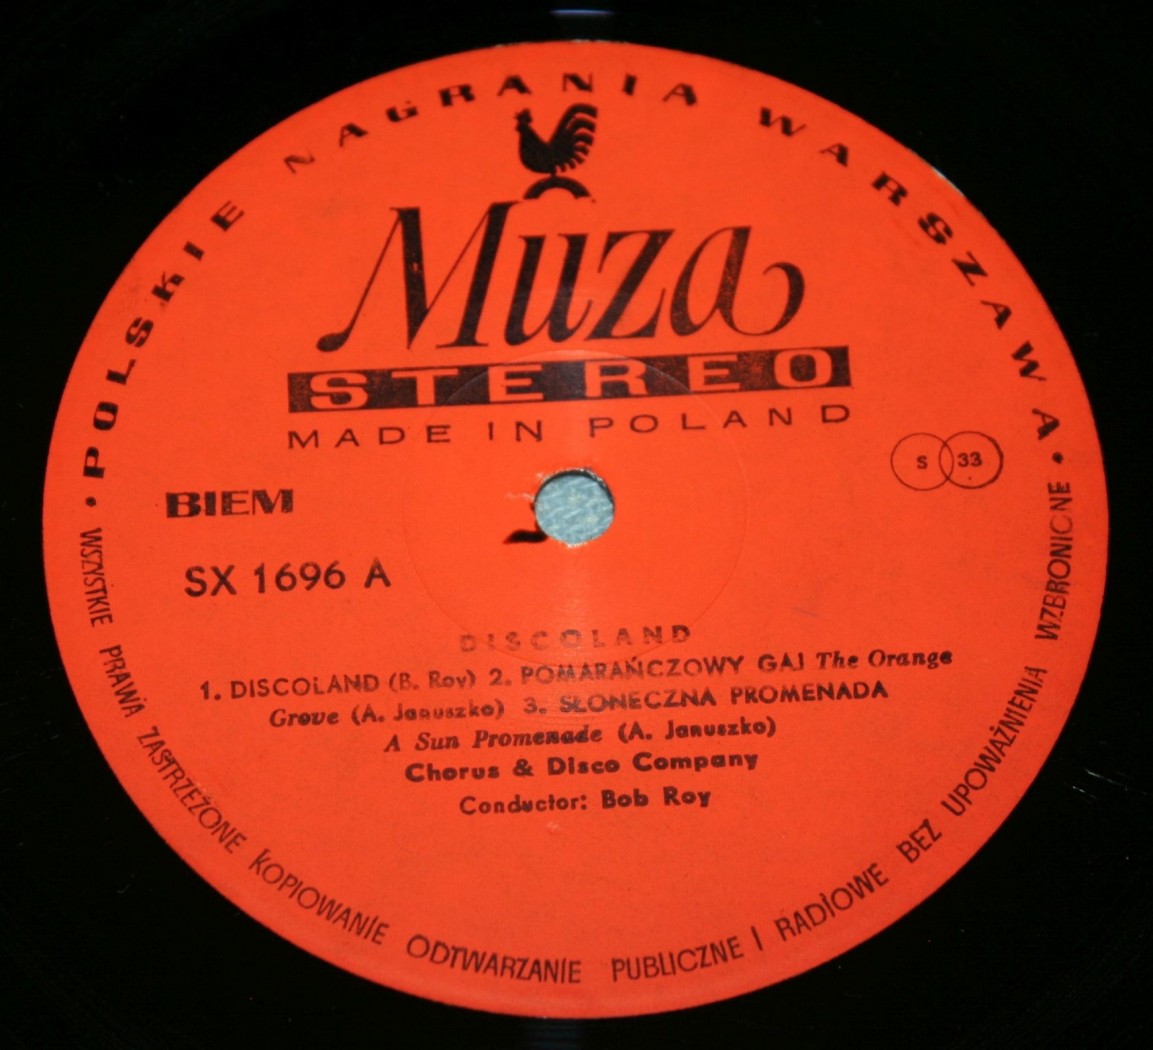 • POLSKIE NAGRANIA WARSZAWA •
Muza
STEREO
MADE IN POLAND
S 33
BIEM
SX 1696 A
DISCOLAND
1. DISCOLAND (B. Roy) 2. POMARAŃCZOWY GAJ The Orange
Grove (A. Januszko) 3. SŁONECZNA PROMENADA
A Sun Promenade (A. Januszko)
Chorus & Disco Company
Conductor: Bob Roy
WSZYSTKIE PRAWA ZASTRZEŻONE KOPIOWANIE ODTWARZANIE PUBLICZNE I RADIOWE BEZ UPOWAŻNIENIA WZBRONIONE